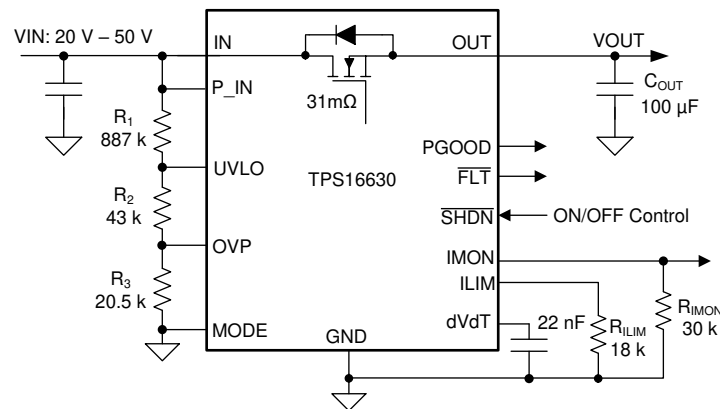 VIN: 20 V – 50 V
IN
OUT
VOUT
P_IN
31mΩ
COUT
100 µF
R1
887 k
PGOOD
UVLO
TPS16630
FLT
R2
43 k
SHDN
ON/OFF Control
OVP
IMON
R3
20.5 k
ILIM
RIMON
30 k
dVdT
22 nF
RILIM
18 k
MODE
GND